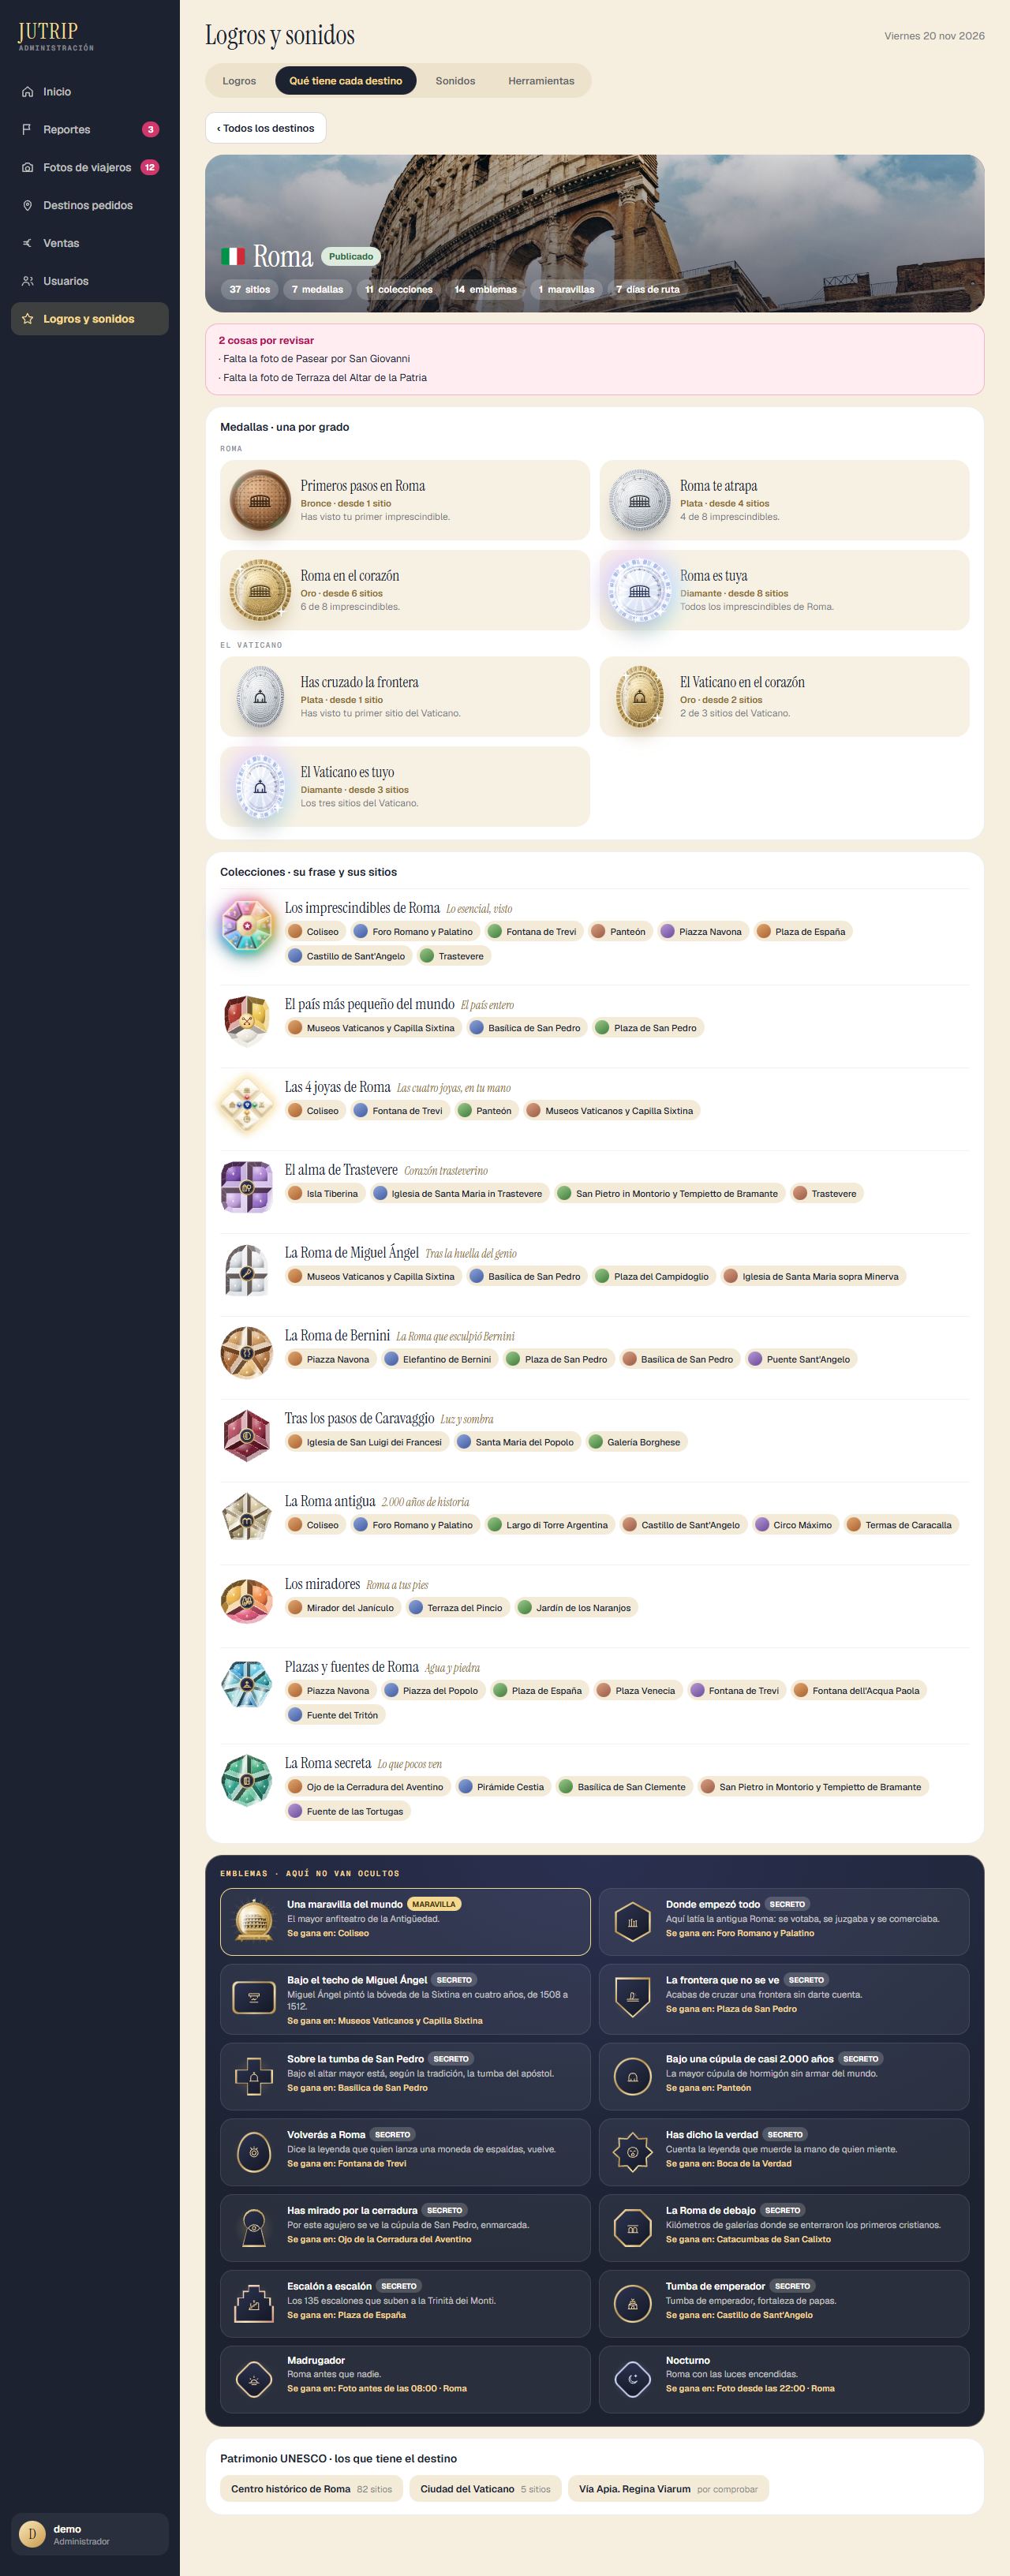 JUTRIP
ADMINISTRACIÓN
Inicio
Reportes 3
Fotos de viajeros 12
Destinos pedidos
Ventas
Usuarios
Logros y sonidos
demo
Administrador
D
Logros y sonidos
Viernes 20 nov 2026
Logros Qué tiene cada destino Sonidos Herramientas
‹ Todos los destinos
Roma Publicado
37 sitios 7 medallas 11 colecciones 14 emblemas 1 maravillas 7 días de ruta
2 cosas por revisar
· Falta la foto de Pasear por San Giovanni
· Falta la foto de Terraza del Altar de la Patria
Medallas · una por grado
ROMA
Primeros pasos en Roma
Bronce · desde 1 sitio
Has visto tu primer imprescindible.
Roma te atrapa
Plata · desde 4 sitios
4 de 8 imprescindibles.
Roma en el corazón
Oro · desde 6 sitios
6 de 8 imprescindibles.
Roma es tuya
Diamante · desde 8 sitios
Todos los imprescindibles de Roma.
EL VATICANO
Has cruzado la frontera
Plata · desde 1 sitio
Has visto tu primer sitio del Vaticano.
El Vaticano en el corazón
Oro · desde 2 sitios
2 de 3 sitios del Vaticano.
El Vaticano es tuyo
Diamante · desde 3 sitios
Los tres sitios del Vaticano.
Colecciones · su frase y sus sitios
Los imprescindibles de Roma Lo esencial, visto
Coliseo Foro Romano y Palatino Fontana de Trevi Panteón Piazza Navona Plaza de España
Castillo de Sant'Angelo Trastevere
El país más pequeño del mundo El país entero
Museos Vaticanos y Capilla Sixtina Basílica de San Pedro Plaza de San Pedro
Las 4 joyas de Roma Las cuatro joyas, en tu mano
Coliseo Fontana de Trevi Panteón Museos Vaticanos y Capilla Sixtina
El alma de Trastevere Corazón trasteverino
Isla Tiberina Iglesia de Santa Maria in Trastevere San Pietro in Montorio y Tempietto de Bramante Trastevere
La Roma de Miguel Ángel Tras la huella del genio
Museos Vaticanos y Capilla Sixtina Basílica de San Pedro Plaza del Campidoglio Iglesia de Santa Maria sopra Minerva
La Roma de Bernini La Roma que esculpió Bernini
Piazza Navona Elefantino de Bernini Plaza de San Pedro Basílica de San Pedro Puente Sant'Angelo
Tras los pasos de Caravaggio Luz y sombra
Iglesia de San Luigi dei Francesi Santa Maria del Popolo Galería Borghese
La Roma antigua 2.000 años de historia
Coliseo Foro Romano y Palatino Largo di Torre Argentina Castillo de Sant'Angelo Circo Máximo Termas de Caracalla
Los miradores Roma a tus pies
Mirador del Janículo Terraza del Pincio Jardín de los Naranjos
Plazas y fuentes de Roma Agua y piedra
Piazza Navona Piazza del Popolo Plaza de España Plaza Venecia Fontana de Trevi Fontana dell'Acqua Paola
Fuente del Tritón
La Roma secreta Lo que pocos ven
Ojo de la Cerradura del Aventino Pirámide Cestia Basílica de San Clemente San Pietro in Montorio y Tempietto de Bramante
Fuente de las Tortugas
EMBLEMAS · AQUÍ NO VAN OCULTOS
Una maravilla del mundo MARAVILLA
El mayor anfiteatro de la Antigüedad.
Se gana en: Coliseo
Donde empezó todo SECRETO
Aquí latía la antigua Roma: se votaba, se juzgaba y se comerciaba.
Se gana en: Foro Romano y Palatino
Bajo el techo de Miguel Ángel SECRETO
Miguel Ángel pintó la bóveda de la Sixtina en cuatro años, de 1508 a
1512.
Se gana en: Museos Vaticanos y Capilla Sixtina
La frontera que no se ve SECRETO
Acabas de cruzar una frontera sin darte cuenta.
Se gana en: Plaza de San Pedro
Sobre la tumba de San Pedro SECRETO
Bajo el altar mayor está, según la tradición, la tumba del apóstol.
Se gana en: Basílica de San Pedro
Bajo una cúpula de casi 2.000 años SECRETO
La mayor cúpula de hormigón sin armar del mundo.
Se gana en: Panteón
Volverás a Roma SECRETO
Dice la leyenda que quien lanza una moneda de espaldas, vuelve.
Se gana en: Fontana de Trevi
Has dicho la verdad SECRETO
Cuenta la leyenda que muerde la mano de quien miente.
Se gana en: Boca de la Verdad
Has mirado por la cerradura SECRETO
Por este agujero se ve la cúpula de San Pedro, enmarcada.
Se gana en: Ojo de la Cerradura del Aventino
La Roma de debajo SECRETO
Kilómetros de galerías donde se enterraron los primeros cristianos.
Se gana en: Catacumbas de San Calixto
Escalón a escalón SECRETO
Los 135 escalones que suben a la Trinità dei Monti.
Se gana en: Plaza de España
Tumba de emperador SECRETO
Tumba de emperador, fortaleza de papas.
Se gana en: Castillo de Sant'Angelo
Madrugador
Roma antes que nadie.
Se gana en: Foto antes de las 08:00 · Roma
Nocturno
Roma con las luces encendidas.
Se gana en: Foto desde las 22:00 · Roma
Patrimonio UNESCO · los que tiene el destino
Centro histórico de Roma 82 sitios Ciudad del Vaticano 5 sitios Vía Apia. Regina Viarum por comprobar